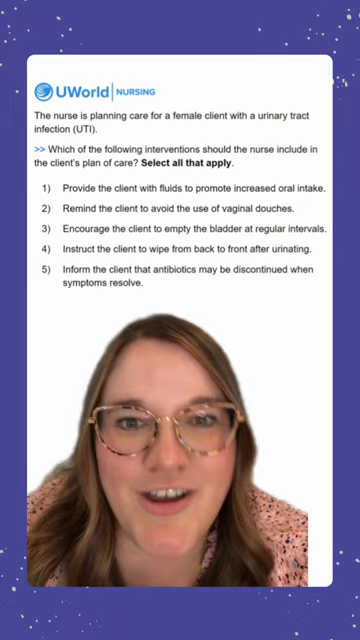 UWorld | NURSING
The nurse is planning care for a female client with a urinary tract
infection (UTI).
>> Which of the following interventions should the nurse include in
the client's plan of care? Select all that apply.
1) Provide the client with fluids to promote increased oral intake.
2) Remind the client to avoid the use of vaginal douches.
3) Encourage the client to empty the bladder at regular intervals.
4) Instruct the client to wipe from back to front after urinating.
5) Inform the client that antibiotics may be discontinued when
symptoms resolve.